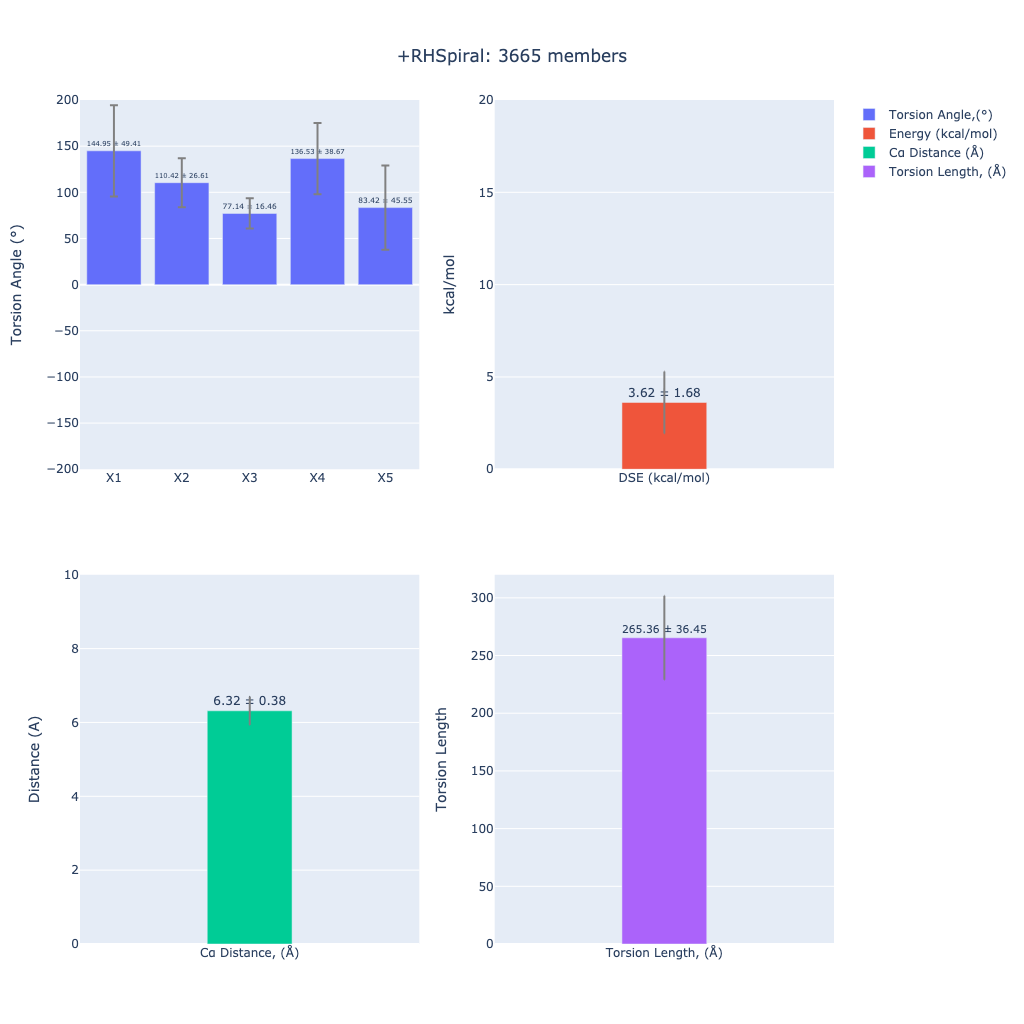 +RHSpiral: 3665 members
Torsion Angle,(°)
Energy (kcal/mol)
Cα Distance (Å)
Torsion Length, (Å)
Torsion Angle (°)
200
150
100
50
0
−50
−100
−150
−200
144.95 ± 49.41
110.42 ± 26.61
77.14 ± 16.46
136.53 ± 38.67
83.42 ± 45.55
X1
X2
X3
X4
X5
kcal/mol
20
15
10
5
0
3.62 ± 1.68
DSE (kcal/mol)
Distance (A)
10
8
6
4
2
0
6.32 ± 0.38
Cα Distance, (Å)
Torsion Length
300
250
200
150
100
50
0
265.36 ± 36.45
Torsion Length, (Å)